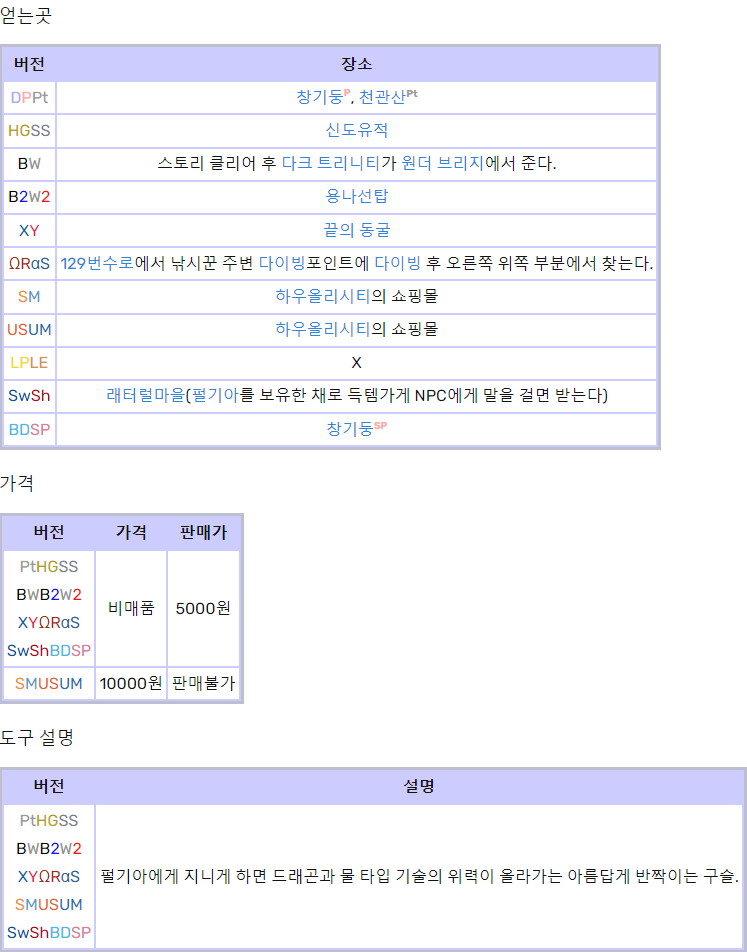 얻는곳
버전 장소
DPPt 창기둥P, 천관산Pt
HGSS 신도유적
BW 스토리 클리어 후 다크 트리니티가 원더 브리지에서 준다.
B2W2 용나선탑
XY 끝의 동굴
ΩRαS 129번수로에서 낚시꾼 주변 다이빙포인트에 다이빙 후 오른쪽 위쪽 부분에서 찾는다.
SM 하우올리시티의 쇼핑몰
USUM 하우올리시티의 쇼핑몰
LPLE X
SwSh 래터럴마을(펄기아를 보유한 채로 득템가게 NPC에게 말을 걸면 받는다)
BDSP 창기둥SP
가격
버전 가격 판매가
PtHGSS
BWB2W2
XYΩRαS
SwShBDSP
비매품 5000원
SMUSUM 10000원 판매불가
도구 설명
버전 설명
PtHGSS
BWB2W2
XYΩRαS
SMUSUM
SwShBDSP
펄기아에게 지니게 하면 드래곤과 물 타입 기술의 위력이 올라가는 아름답게 반짝이는 구슬.